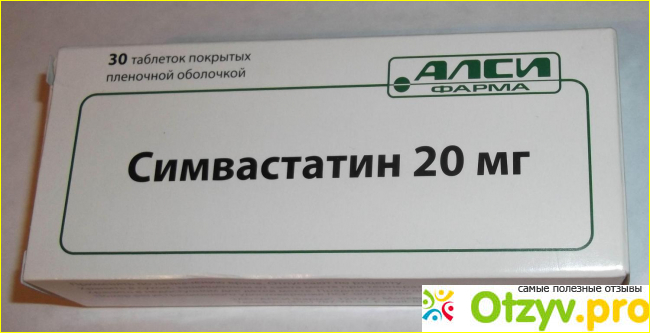 30 таблеток покрытых
пленочной оболочкой
АЛСИ
ФАРМА
Симвастатин 20 мг
самые полезные отзывы
Otzyv.pro